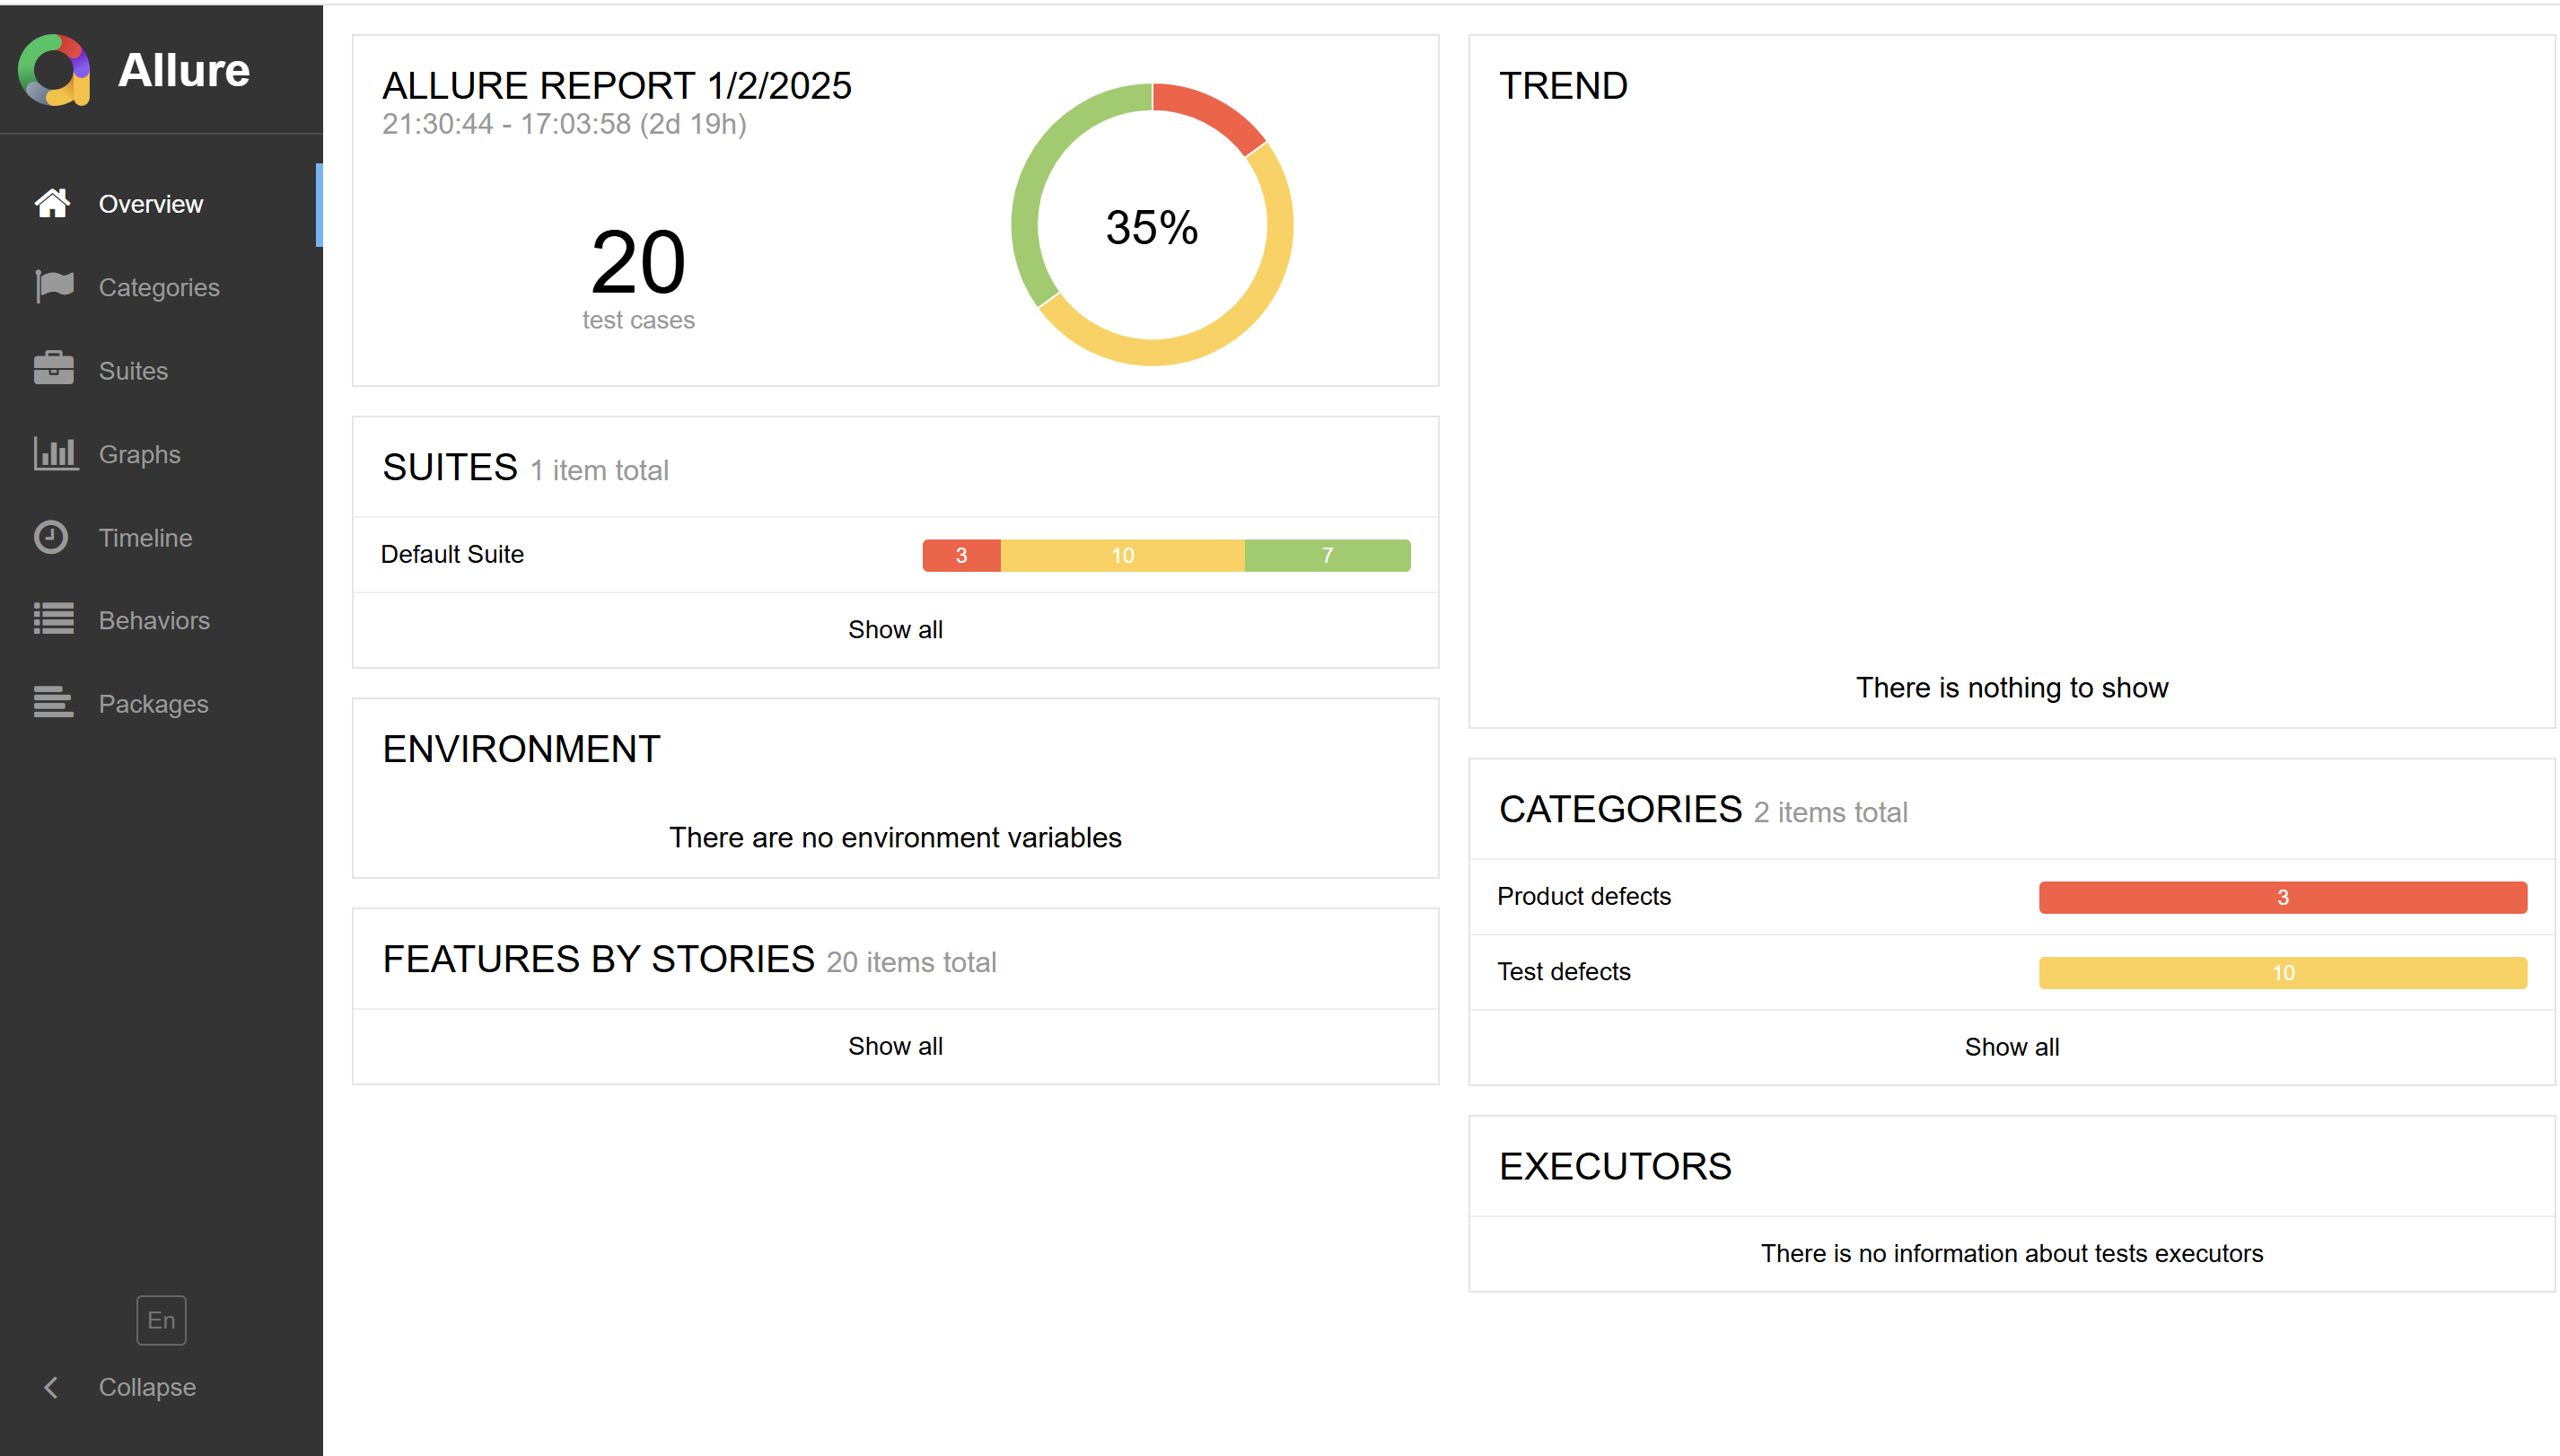 Allure
Overview
Categories
Suites
Graphs
Timeline
Behaviors
Packages
En
Collapse
ALLURE REPORT 1/2/2025
21:30:44 - 17:03:58 (2d 19h)
20
test cases
35%
SUITES 1 item total
Default Suite 3 10 7
Show all
ENVIRONMENT
There are no environment variables
FEATURES BY STORIES 20 items total
Show all
TREND
There is nothing to show
CATEGORIES 2 items total
Product defects 3
Test defects 10
Show all
EXECUTORS
There is no information about tests executors